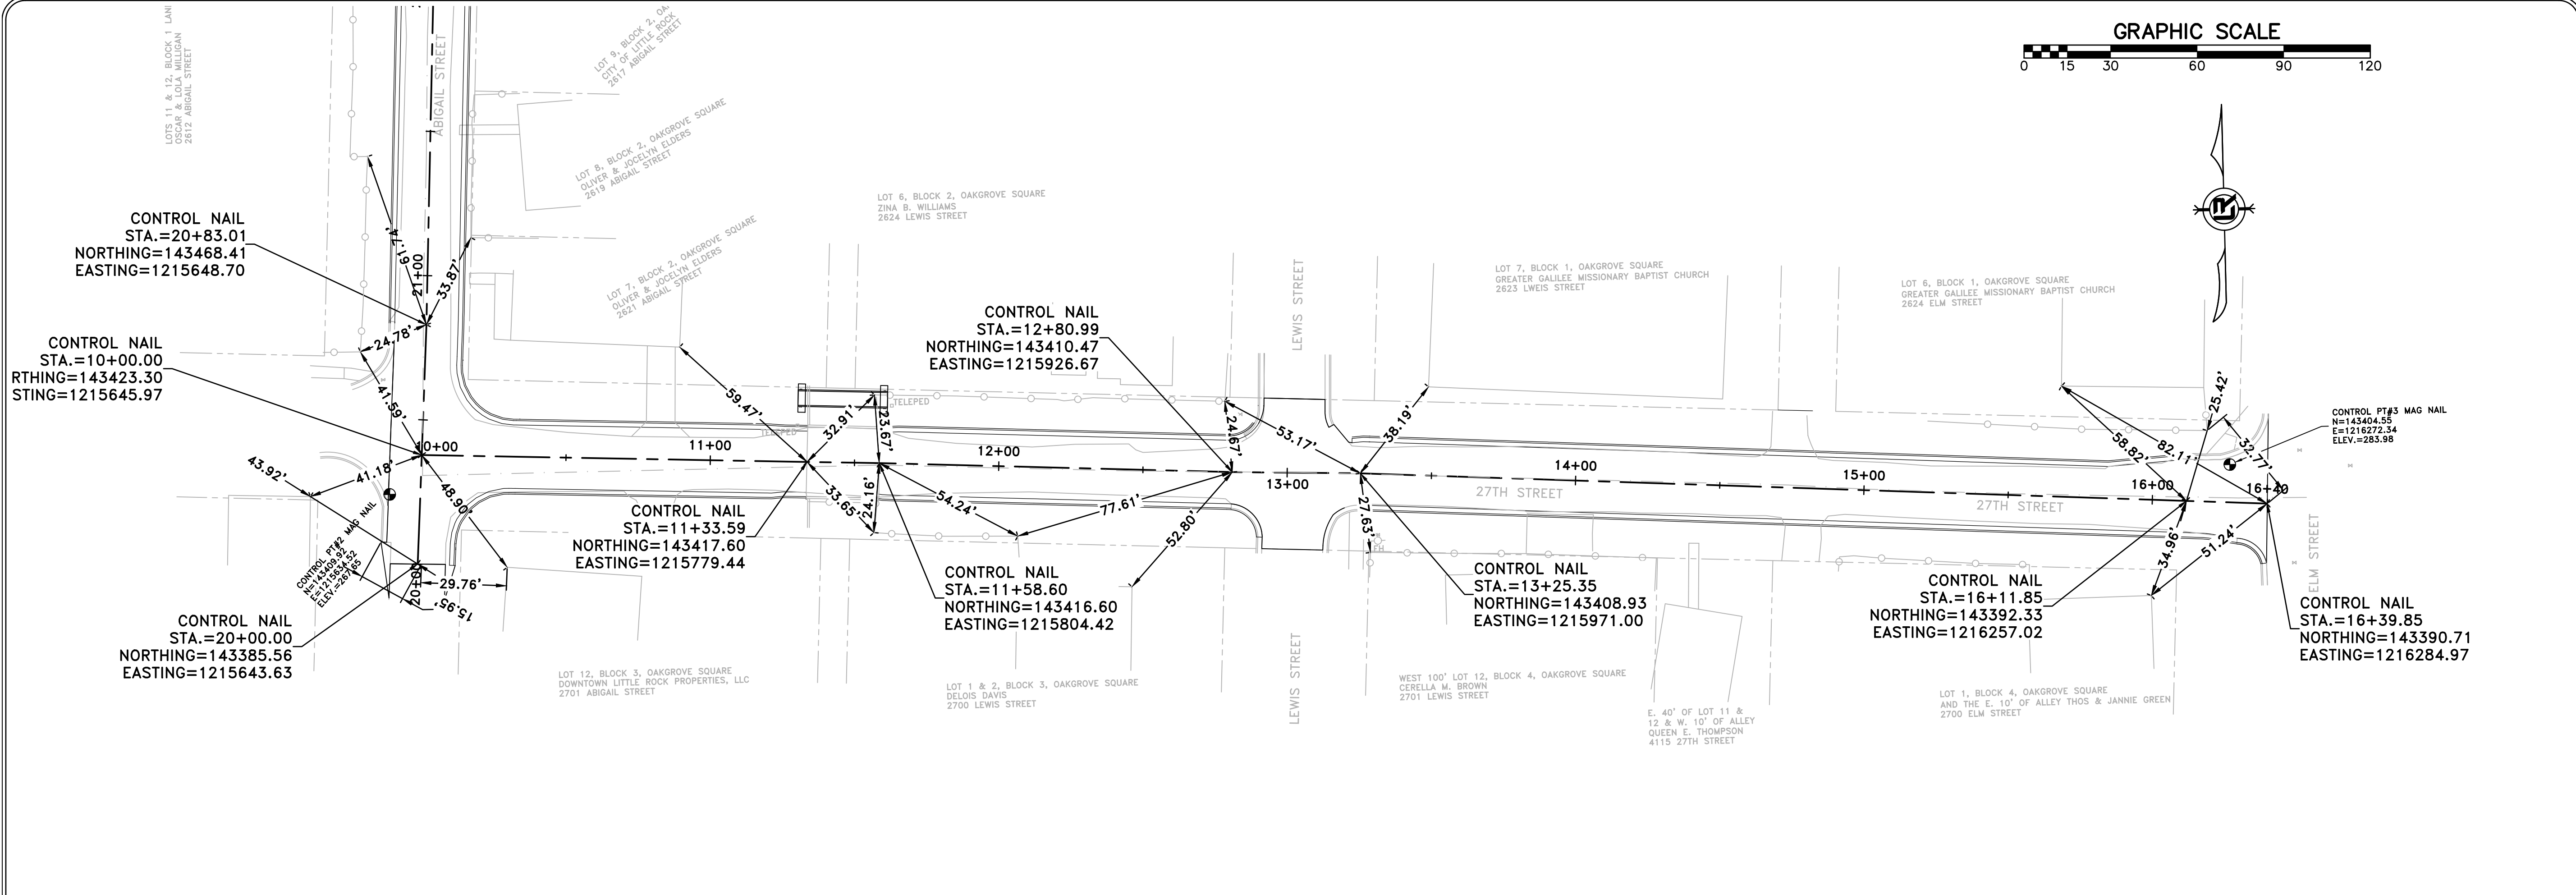 GRAPHIC SCALE
0 15 30 60 90 120
LOTS 11 & 12, BLOCK 1
OSCAR & LOLA MILLIGAN
2612 ABIGAIL STREET
ABIGAIL STREET
LOT 9, BLOCK 2,
CITY OF LITTLE ROCK
2617 ABIGAIL STREET
LOT 8, BLOCK 2, OAKGROVE SQUARE
OLIVER & JOCELYN ELDERS
2619 ABIGAIL STREET
LOT 7, BLOCK 2, OAKGROVE SQUARE
OLIVER & JOCELYN ELDERS
2621 ABIGAIL STREET
LOT 6, BLOCK 2, OAKGROVE SQUARE
ZINA B. WILLIAMS
2624 LEWIS STREET
LEWIS STREET
LOT 7, BLOCK 1, OAKGROVE SQUARE
GREATER GALILEE MISSIONARY BAPTIST CHURCH
2623 LWEIS STREET
LOT 6, BLOCK 1, OAKGROVE SQUARE
GREATER GALILEE MISSIONARY BAPTIST CHURCH
2624 ELM STREET
CONTROL NAIL
STA.=20+83.01
NORTHING=143468.41
EASTING=1215648.70
61.74'
21+00
33.87'
24.78'
CONTROL NAIL
STA.=10+00.00
RTHING=143423.30
STING=1215645.97
41.59'
CONTROL NAIL
STA.=12+80.99
NORTHING=143410.47
EASTING=1215926.67
CONTROL PT#3 MAG NAIL
N=143404.55
E=1216272.34
ELEV.=283.98
59.47'
32.91'
23.67'
TELEPED
TELEPED
24.67'
53.17'
38.19'
25.42'
58.82'
82.11'
32.77'
10+00
11+00
12+00
13+00
14+00
15+00
16+00
16+40
43.92'
41.18'
48.90'
33.65'
24.16'
54.24'
77.61'
52.80'
27.63'
FH
27TH STREET
27TH STREET
34.96'
51.24'
ELM STREET
CONTROL PT#2 MAG NAIL
N=143409.92
E=1215634.52
ELEV.=267.65
20+00
29.76'
15.95'
CONTROL NAIL
STA.=11+33.59
NORTHING=143417.60
EASTING=1215779.44
CONTROL NAIL
STA.=11+58.60
NORTHING=143416.60
EASTING=1215804.42
CONTROL NAIL
STA.=13+25.35
NORTHING=143408.93
EASTING=1215971.00
CONTROL NAIL
STA.=16+11.85
NORTHING=143392.33
EASTING=1216257.02
CONTROL NAIL
STA.=16+39.85
NORTHING=143390.71
EASTING=1216284.97
CONTROL NAIL
STA.=20+00.00
NORTHING=143385.56
EASTING=1215643.63
LOT 12, BLOCK 3, OAKGROVE SQUARE
DOWNTOWN LITTLE ROCK PROPERTIES, LLC
2701 ABIGAIL STREET
LOT 1 & 2, BLOCK 3, OAKGROVE SQUARE
DELOIS DAVIS
2700 LEWIS STREET
LEWIS STREET
WEST 100' LOT 12, BLOCK 4, OAKGROVE SQUARE
CERELLA M. BROWN
2701 LEWIS STREET
E. 40' OF LOT 11 &
12 & W. 10' OF ALLEY
QUEEN E. THOMPSON
4115 27TH STREET
LOT 1, BLOCK 4, OAKGROVE SQUARE
AND THE E. 10' OF ALLEY THOS & JANNIE GREEN
2700 ELM STREET